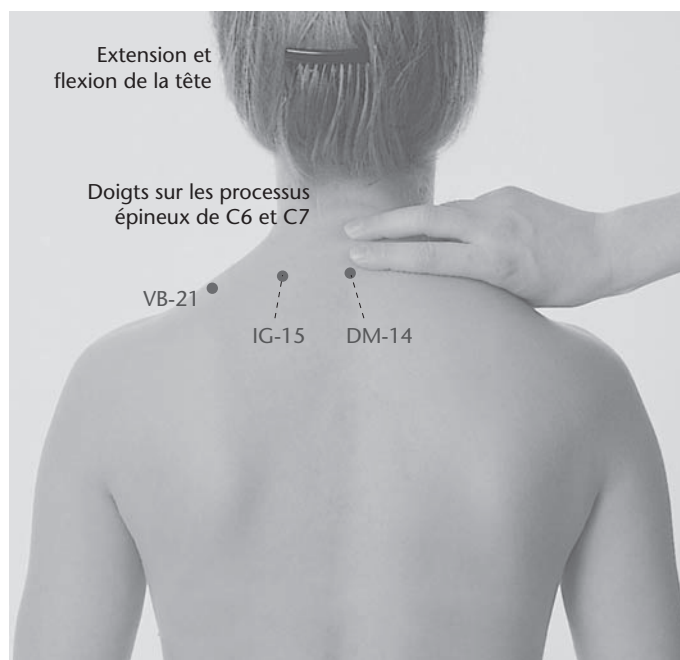 Extension et
flexion de la tête
Doigts sur les processus
épineux de C6 et C7
VB-21
IG-15
DM-14